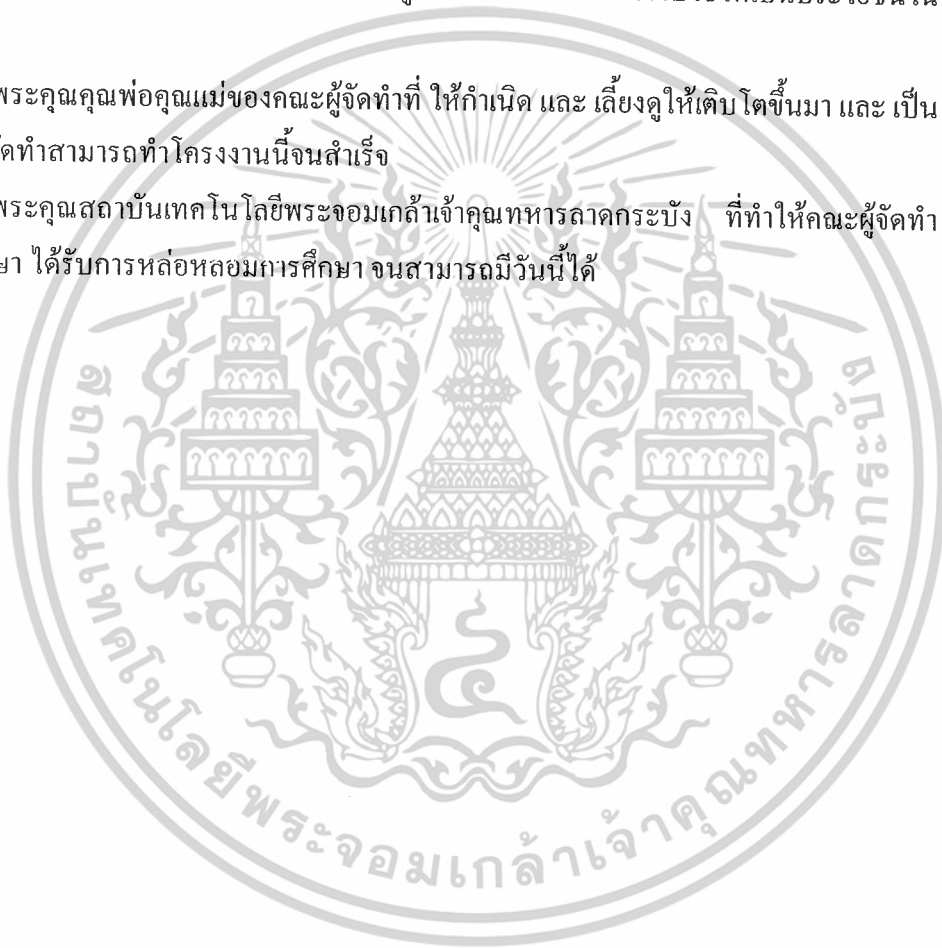 พระคุณคุณพ่อคุณแม่ของคณะผู้จัดทำที่ ให้กำเนิด และ เลี้ยงดูให้เติบโตขึ้นมา และ เป็น
จัดทำสามารถทำโครงงานนี้จนสำเร็จ
พระคุณสถาบันเทคโนโลยีพระจอมเกล้าเจ้าคุณทหารลาดกระบัง ที่ทำให้คณะผู้จัดทำ
ษา ได้รับการหล่อหลอมการศึกษา จนสามารถมีวันนี้ได้
สถาบันเทคโนโลยีพระจอมเกล้าเจ้าคุณทหารลาดกระบัง
๔